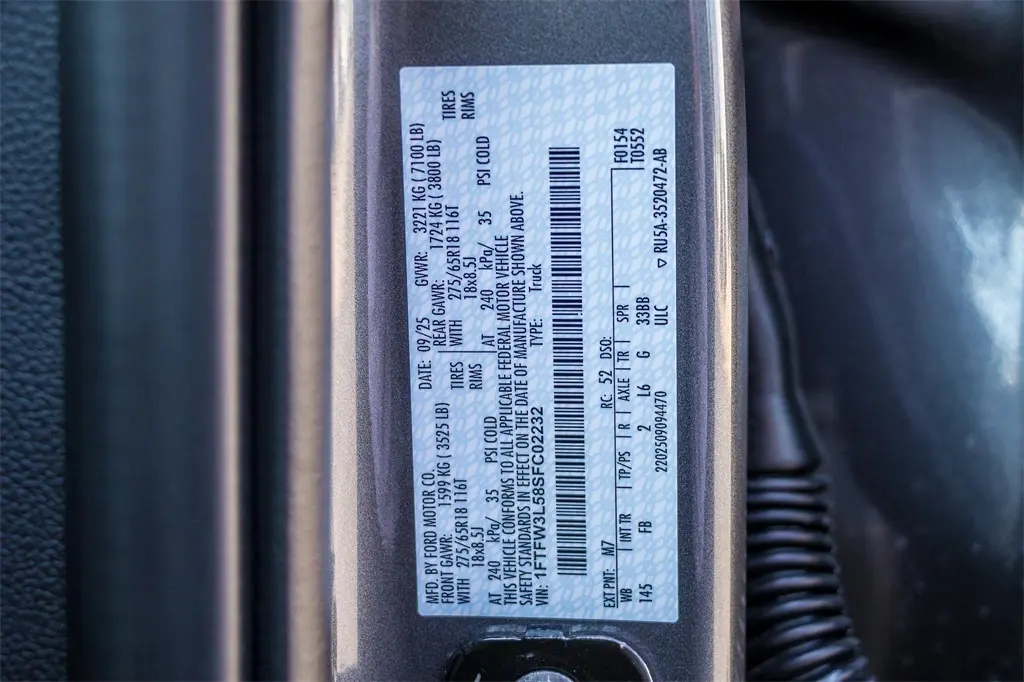 MFD. BY FORD MOTOR CO.
DATE: 09/25 GVWR: 3221 KG ( 7100 LB)
FRONT GAWR: 1599 KG ( 3525 LB)
REAR GAWR: 1724 KG ( 3800 LB)
WITH 275/65R18 116T TIRES
WITH 275/65R18 116T TIRES
18x8.5J RIMS
18x8.5J RIMS
AT 240 kPa/ 35 PSI COLD
AT 240 kPa/ 35 PSI COLD
THIS VEHICLE CONFORMS TO ALL APPLICABLE FEDERAL MOTOR VEHICLE
SAFETY STANDARDS IN EFFECT ON THE DATE OF MANUFACTURE SHOWN ABOVE.
VIN: 1FTFW3L58SFC02232
TYPE: Truck
EXT PNT: M7 RC: 52 DSO: F0154
WB INT TR TP/PS R AXLE TR SPR T0552
145 FB 2 L6 G 33BB
ULC
2202509094470
▽ RU5A-3520472-AB